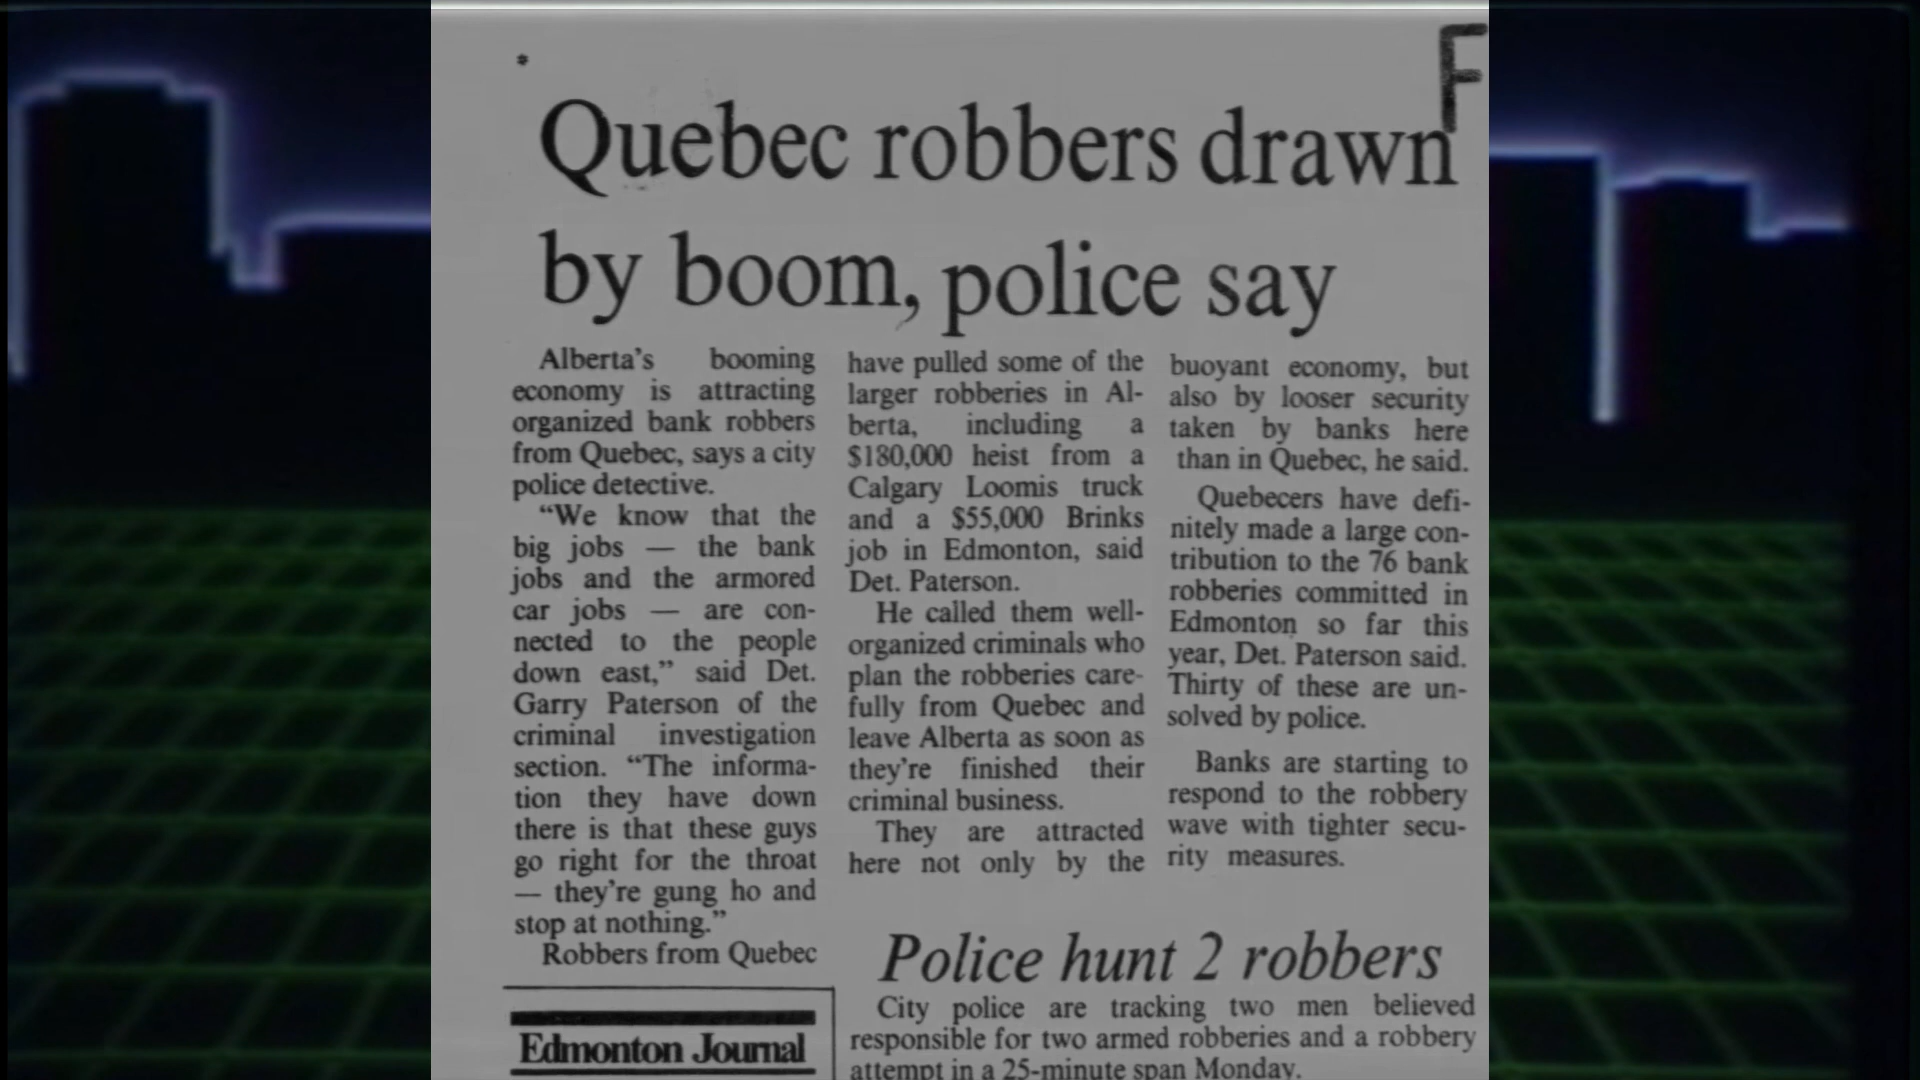 F
Quebec robbers drawn
by boom, police say
Alberta's booming
economy is attracting
organized bank robbers
from Quebec, says a city
police detective.
“We know that the
big jobs — the bank
jobs and the armored
car jobs — are con-
nected to the people
down east,” said Det.
Garry Paterson of the
criminal investigation
section. “The informa-
tion they have down
there is that these guys
go right for the throat
— they're gung ho and
stop at nothing.”
Robbers from Quebec
have pulled some of the
larger robberies in Al-
berta, including a
$180,000 heist from a
Calgary Loomis truck
and a $55,000 Brinks
job in Edmonton, said
Det. Paterson.
He called them well-
organized criminals who
plan the robberies care-
fully from Quebec and
leave Alberta as soon as
they're finished their
criminal business.
They are attracted
here not only by the
buoyant economy, but
also by looser security
taken by banks here
than in Quebec, he said.
Quebecers have defi-
nitely made a large con-
tribution to the 76 bank
robberies committed in
Edmonton so far this
year, Det. Paterson said.
Thirty of these are un-
solved by police.
Banks are starting to
respond to the robbery
wave with tighter secu-
rity measures.
Edmonton Journal
Police hunt 2 robbers
City police are tracking two men believed
responsible for two armed robberies and a robbery
attempt in a 25-minute span Monday.